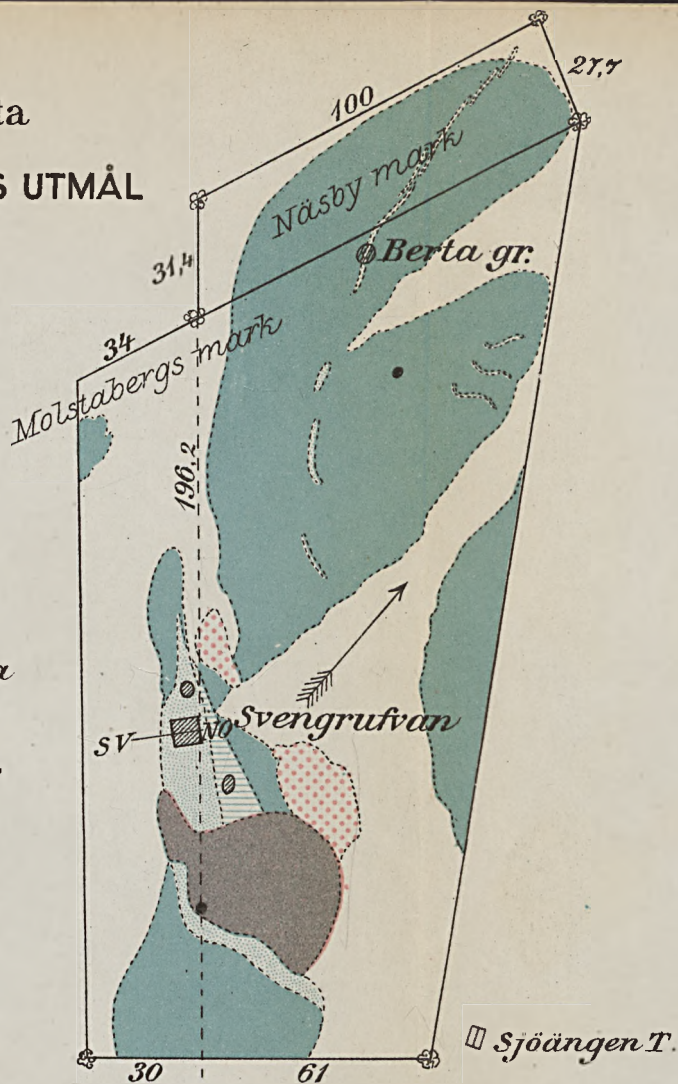 ta
S UTMÅL
100
27,7
Näsby mark
31,4
Berta gr.
34
Molstabergs mark
196,2
a
Svengrufvan
SV
NO
Sjöängen T.
30
61